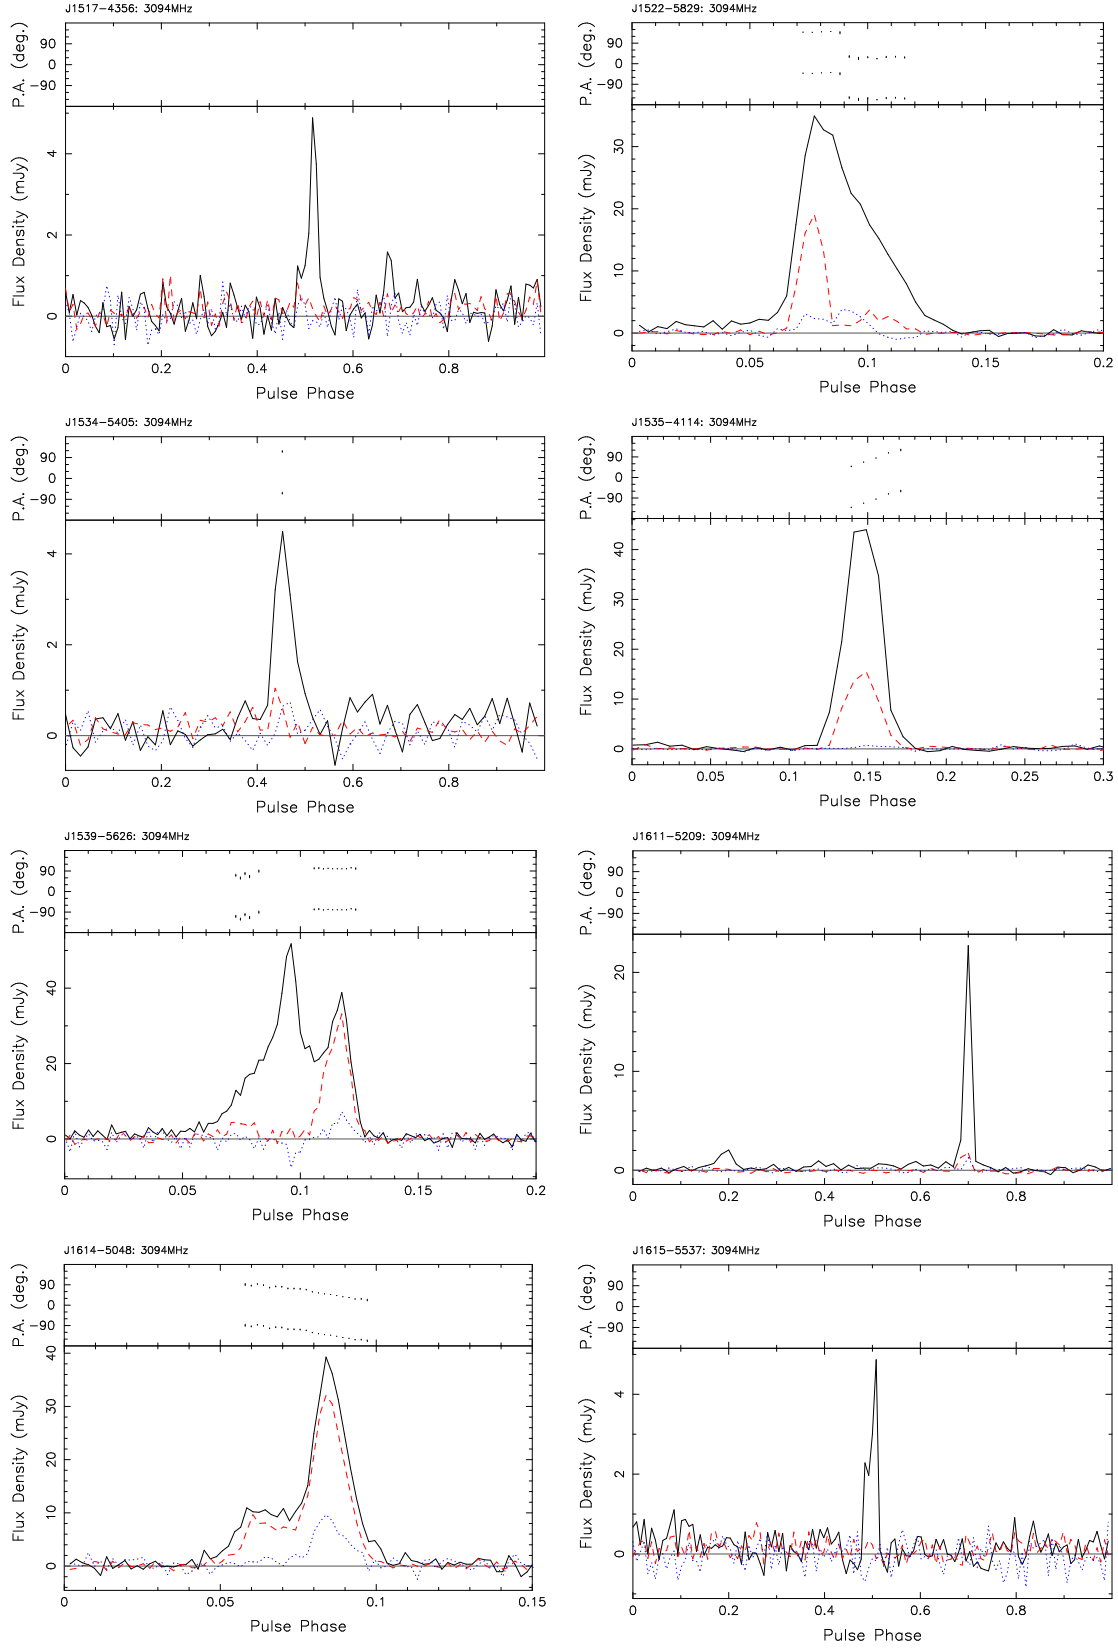 J1517−4356: 3094MHz
P.A. (deg.)
90
0
−90
Flux Density (mJy)
4
2
0
0 0.2 0.4 0.6 0.8
Pulse Phase
J1522−5829: 3094MHz
P.A. (deg.)
90
0
−90
Flux Density (mJy)
30
20
10
0
0 0.05 0.1 0.15 0.2
Pulse Phase
J1534−5405: 3094MHz
P.A. (deg.)
90
0
−90
Flux Density (mJy)
4
2
0
0 0.2 0.4 0.6 0.8
Pulse Phase
J1535−4114: 3094MHz
P.A. (deg.)
90
0
−90
Flux Density (mJy)
40
30
20
10
0
0 0.05 0.1 0.15 0.2 0.25 0.3
Pulse Phase
J1539−5626: 3094MHz
P.A. (deg.)
90
0
−90
Flux Density (mJy)
40
20
0
0 0.05 0.1 0.15 0.2
Pulse Phase
J1611−5209: 3094MHz
P.A. (deg.)
90
0
−90
Flux Density (mJy)
20
10
0
0 0.2 0.4 0.6 0.8
Pulse Phase
J1614−5048: 3094MHz
P.A. (deg.)
90
0
−90
Flux Density (mJy)
40
30
20
10
0
0 0.05 0.1 0.15
Pulse Phase
J1615−5537: 3094MHz
P.A. (deg.)
90
0
−90
Flux Density (mJy)
4
2
0
0 0.2 0.4 0.6 0.8
Pulse Phase